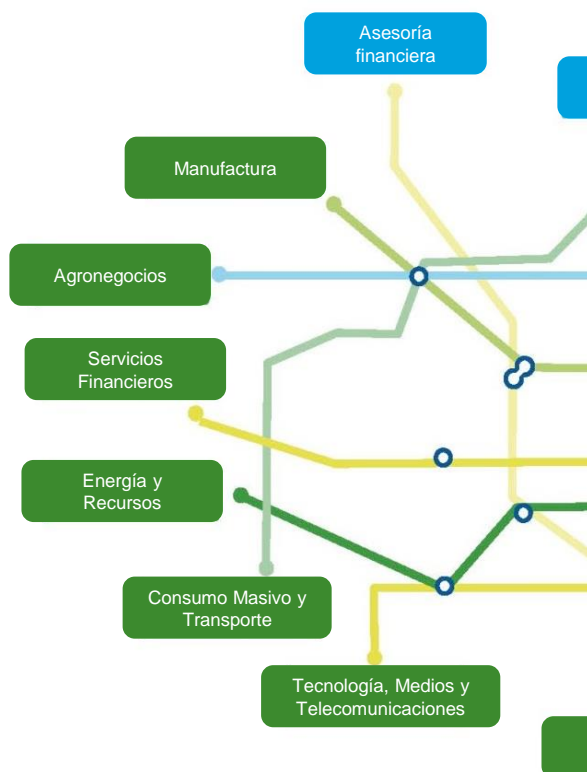 Asesoría
financiera
Manufactura
Agronegocios
Servicios
Financieros
Energía y
Recursos
Consumo Masivo y
Transporte
Tecnología, Medios y
Telecomunicaciones